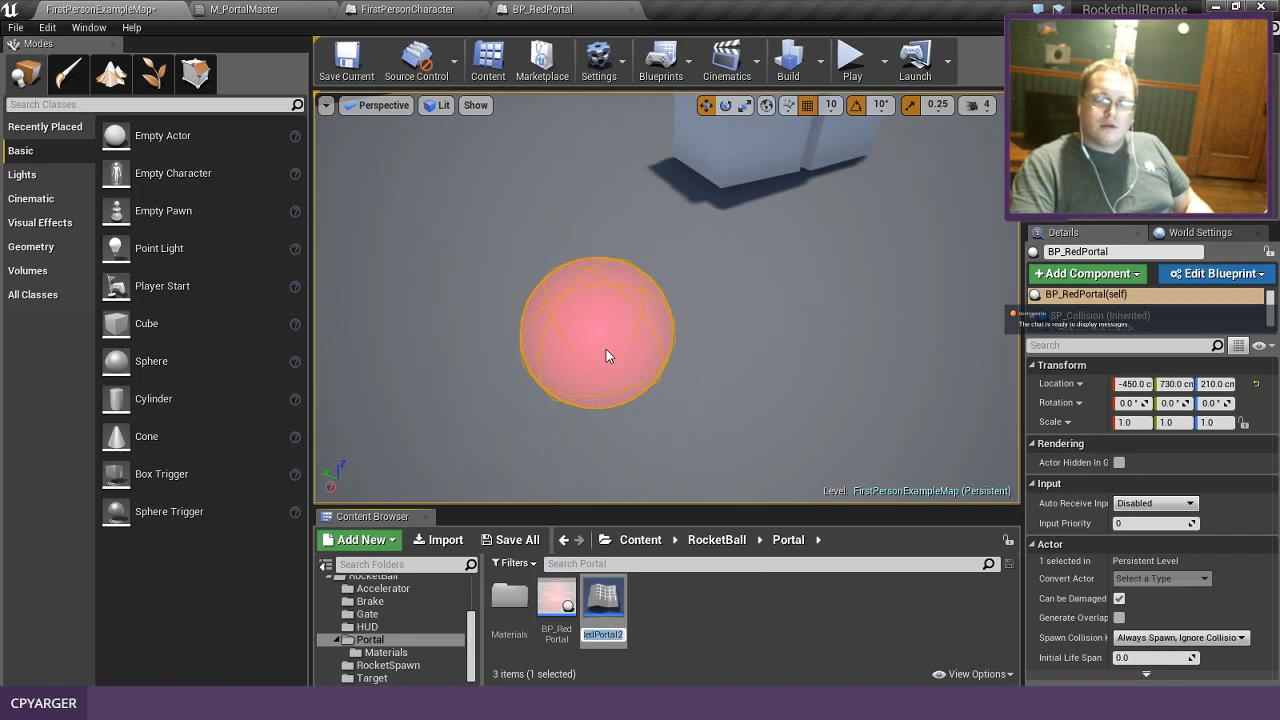 FirstPersonExampleMap*
M_PortalMaster
FirstPersonCharacter
BP_RedPortal
RocketballRemake
File
Edit
Window
Help
Modes
Search Classes
Recently Placed
Basic
Lights
Cinematic
Visual Effects
Geometry
Volumes
All Classes
Empty Actor
Empty Character
Empty Pawn
Point Light
Player Start
Cube
Sphere
Cylinder
Cone
Box Trigger
Sphere Trigger
Save Current
Source Control
Content
Marketplace
Settings
Blueprints
Cinematics
Build
Play
Launch
Perspective
Lit
Show
10
10°
0.25
4
Level: FirstPersonExampleMap (Persistent)
Content Browser
Add New
Import
Save All
Content
RocketBall
Portal
Search Folders
Filters
Search Portal
RocketBall
Accelerator
Brake
Gate
HUD
Portal
Materials
RocketSpawn
Target
Materials
BP_Red
Portal
RedPortal2
3 items (1 selected)
View Options
Details
World Settings
BP_RedPortal
+Add Component
Edit Blueprint
BP_RedPortal(self)
SP_Collision (Inherited)
The chat is ready to display messages.
Search
Transform
Location
-450.0 c
730.0 cn
210.0 cn
Rotation
0.0 °
0.0 °
0.0 °
Scale
1.0
1.0
1.0
Rendering
Actor Hidden In G
Input
Auto Receive Inpu
Disabled
Input Priority
0
Actor
1 selected in
Persistent Level
Convert Actor
Select a Type
Can be Damaged
Generate Overlap
Spawn Collision H
Always Spawn, Ignore Collisio
Initial Life Span
0.0
CPYARGER